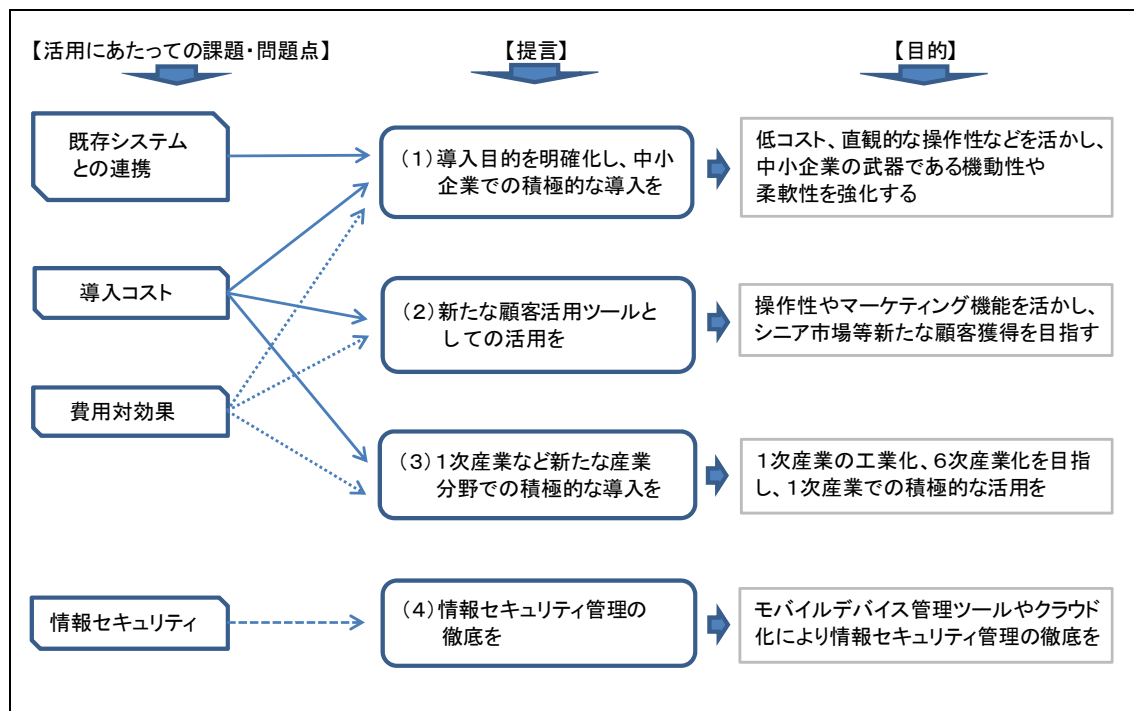 【活用にあたっての課題・問題点】
【提言】
【目的】
既存システム
との連携
(1)導入目的を明確化し、中小
企業での積極的な導入を
低コスト、直観的な操作性などを活かし、
中小企業の武器である機動性や
柔軟性を強化する
導入コスト
(2)新たな顧客活用ツールと
しての活用を
操作性やマーケティング機能を活かし、
シニア市場等新たな顧客獲得を目指す
費用対効果
(3)1次産業など新たな産業
分野での積極的な導入を
1次産業の工業化、6次産業化を目指
し、1次産業での積極的な活用を
情報セキュリティ
(4)情報セキュリティ管理の
徹底を
モバイルデバイス管理ツールやクラウド
化により情報セキュリティ管理の徹底を